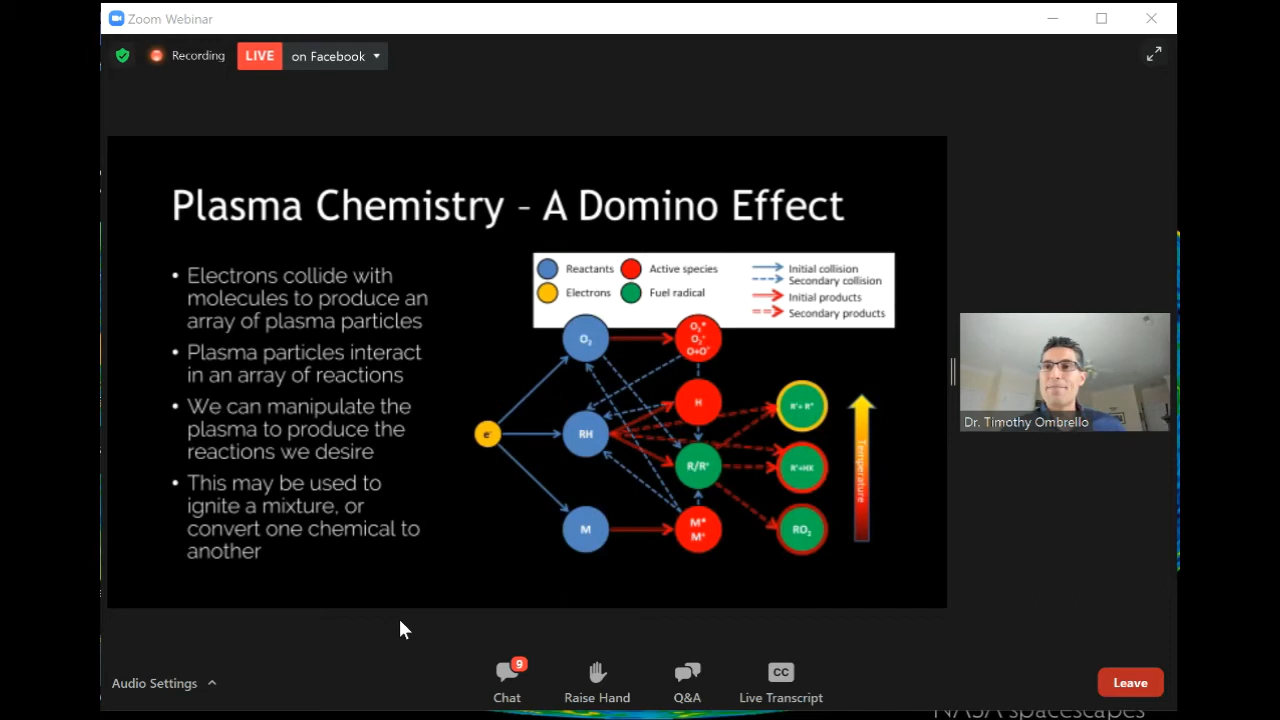 Zoom Webinar
Recording
LIVE
on Facebook
Plasma Chemistry – A Domino Effect
• Electrons collide with
molecules to produce an
array of plasma particles
• Plasma particles interact
in an array of reactions
• We can manipulate the
plasma to produce the
reactions we desire
• This may be used to
ignite a mixture, or
convert one chemical to
another
Reactants
Active species
Electrons
Fuel radical
Initial collision
Secondary collision
Initial products
Secondary products
O₂
H
e⁻
RH
R/R*
M
RO₂
Temperature
Dr. Timothy Ombrello
Audio Settings
9
Chat
Raise Hand
Q&A
CC
Live Transcript
Leave
NASA spacescapes